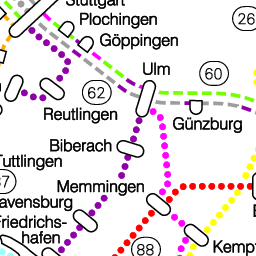 Stuttgart
Plochingen
26
Göppingen
Ulm
60
62
Reutlingen
Günzburg
Biberach
Tuttlingen
Memmingen
Ravensburg
Friedrichs-
hafen
88
Kempt